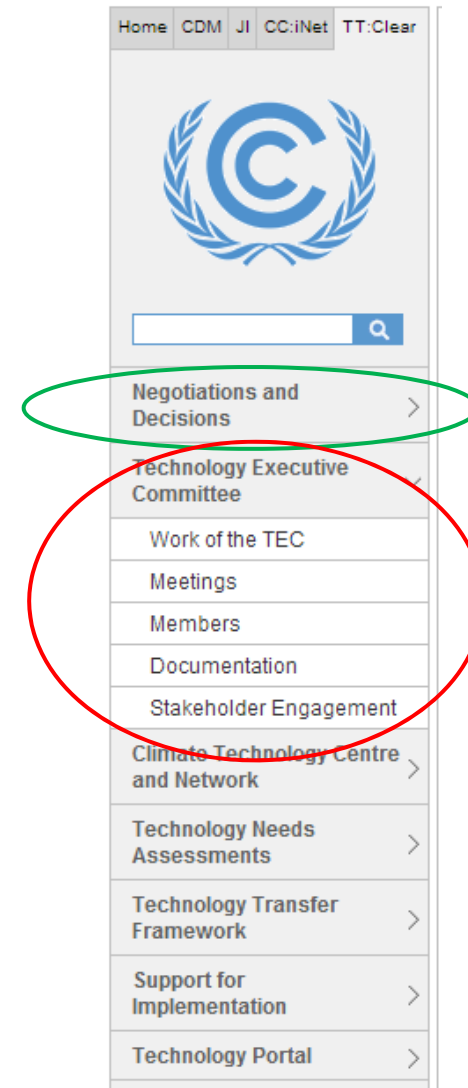 Home CDM JI CC:iNet TT:Clear
Negotiations and
Decisions
Technology Executive
Committee
Work of the TEC
Meetings
Members
Documentation
Stakeholder Engagement
Climate Technology Centre
and Network
Technology Needs
Assessments
Technology Transfer
Framework
Support for
Implementation
Technology Portal